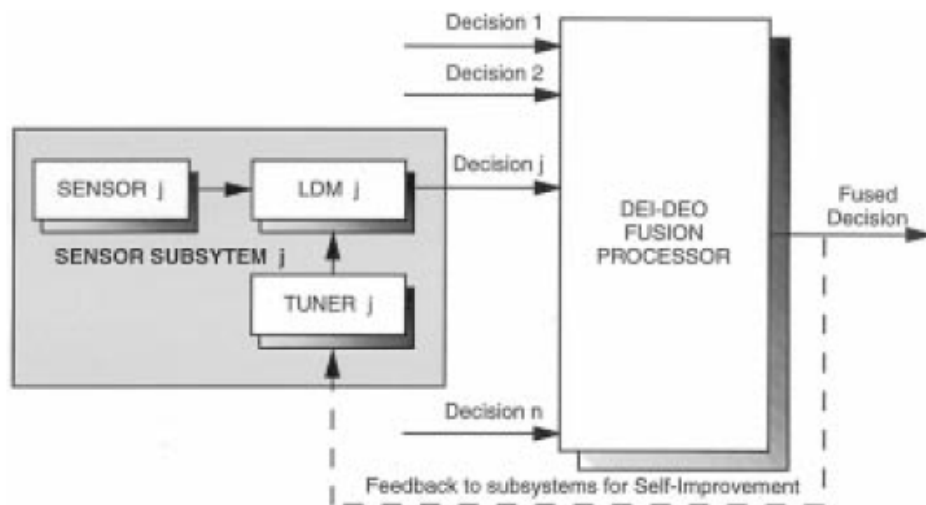 Decision 1
Decision 2
Decision j
SENSOR j
LDM j
SENSOR SUBSYTEM j
TUNER j
DEI-DEO
FUSION
PROCESSOR
Fused
Decision
Decision n
Feedback to subsystems for Self-Improvement